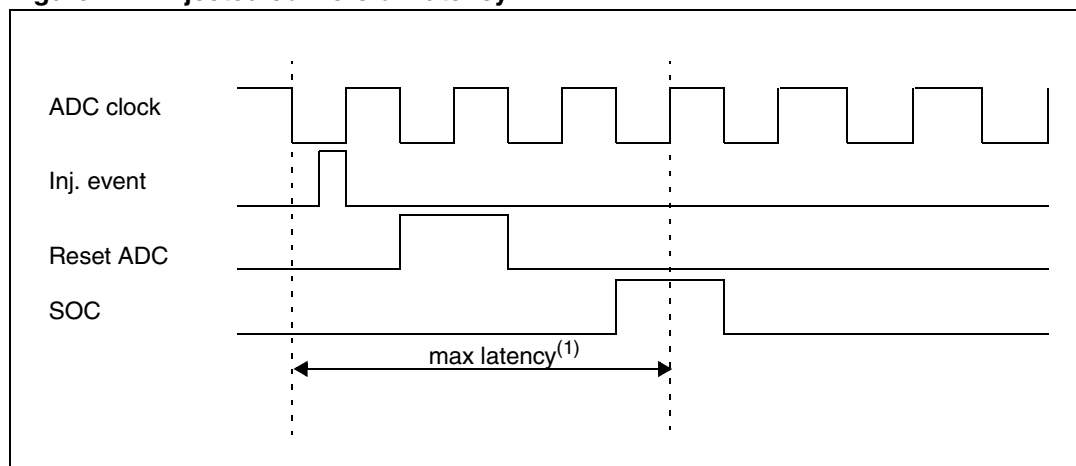 ADC clock
Inj. event
Reset ADC
SOC
max latency(1)